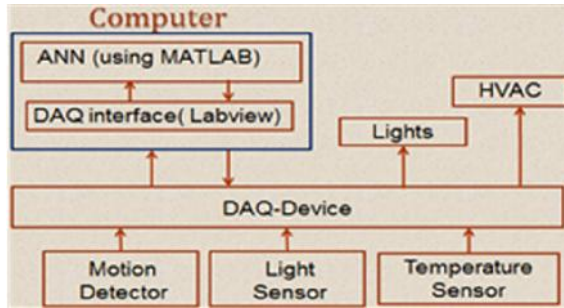 Computer
ANN (using MATLAB)
DAQ interface( Labview)
HVAC
Lights
DAQ-Device
Motion
Detector
Light
Sensor
Temperature
Sensor